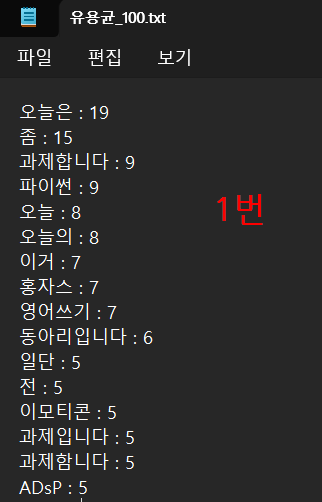 유용균_100.txt
파일 편집 보기
오늘은 : 19
좀 : 15
과제합니다 : 9
파이썬 : 9
오늘 : 8
오늘의 : 8
이거 : 7
홍자스 : 7
영어쓰기 : 7
동아리입니다 : 6
일단 : 5
전 : 5
이모티콘 : 5
과제입니다 : 5
과제함니다 : 5
ADsP : 5
1번